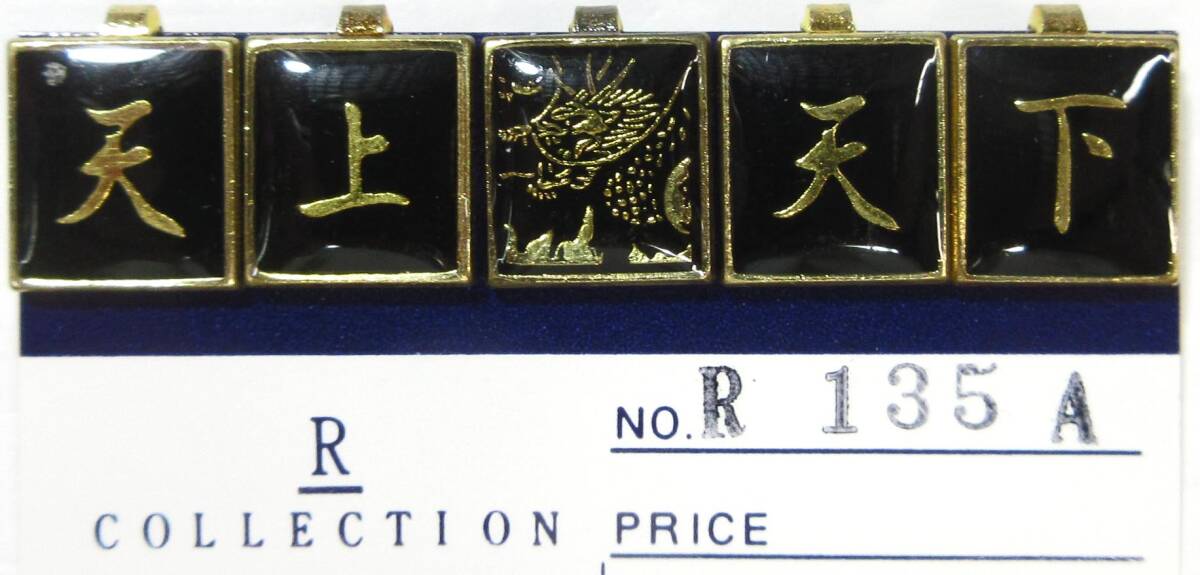 天上天下
R
COLLECTION
NO. R 135 A
PRICE